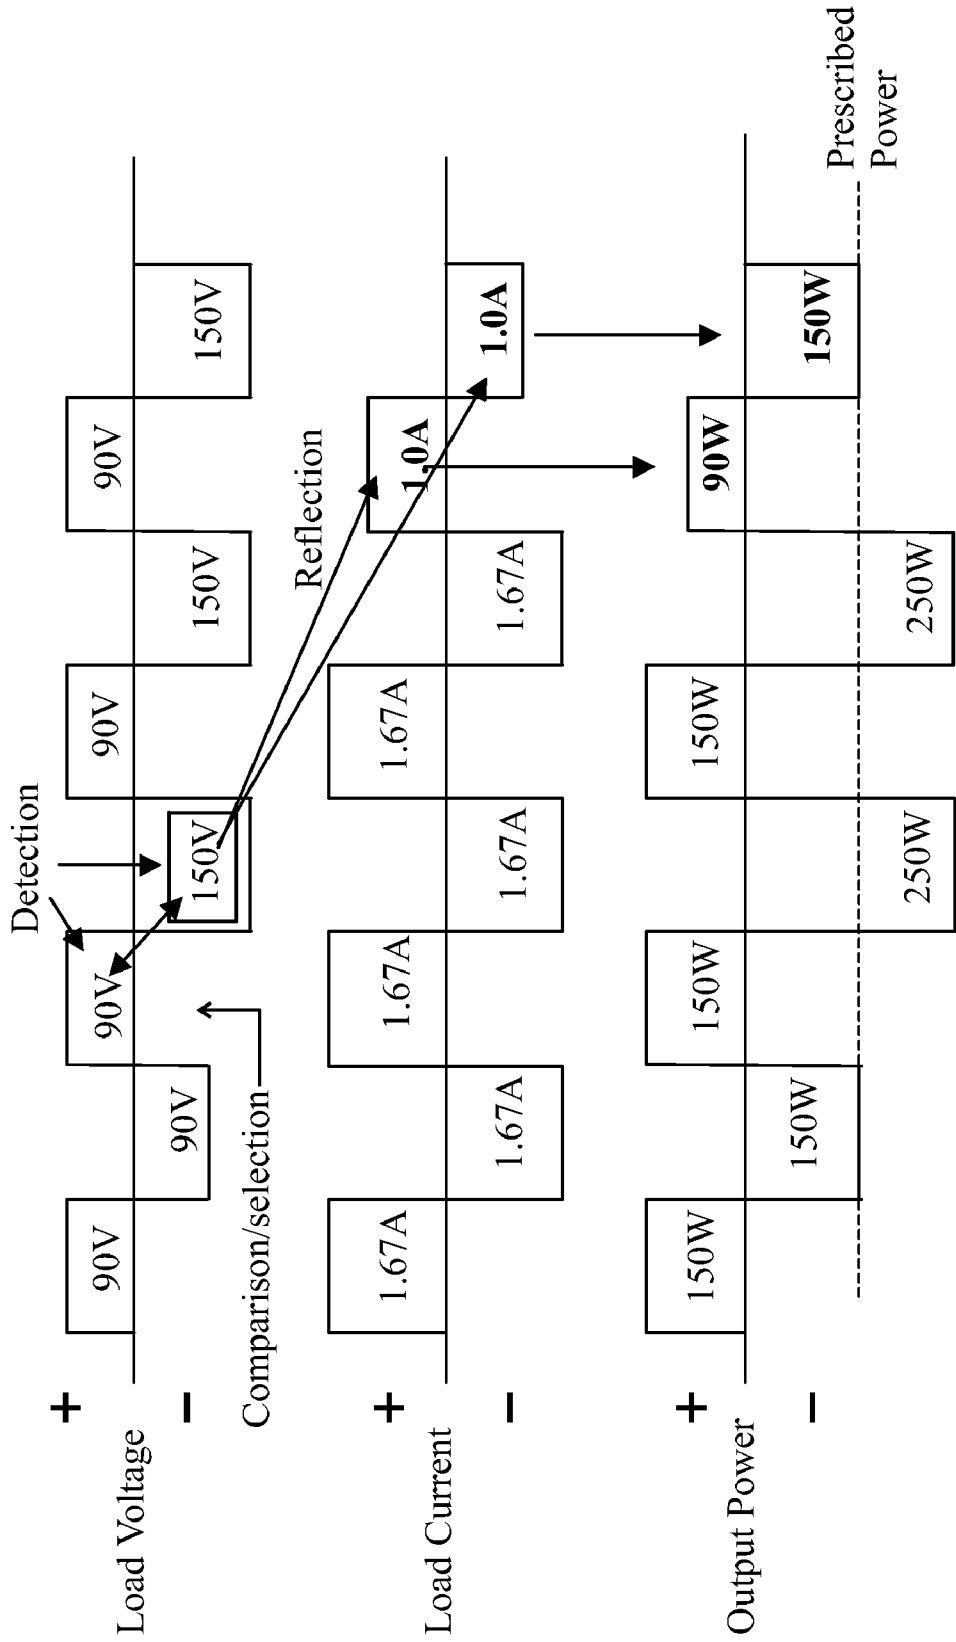 Detection
+
Load Voltage
−
90V
90V
90V
150V
90V
150V
90V
150V
Comparison/selection
Reflection
+
Load Current
−
1.67A
1.67A
1.67A
1.67A
1.67A
1.67A
1.0A
1.0A
+
Output Power
−
150W
150W
150W
250W
150W
250W
90W
150W
Prescribed
Power